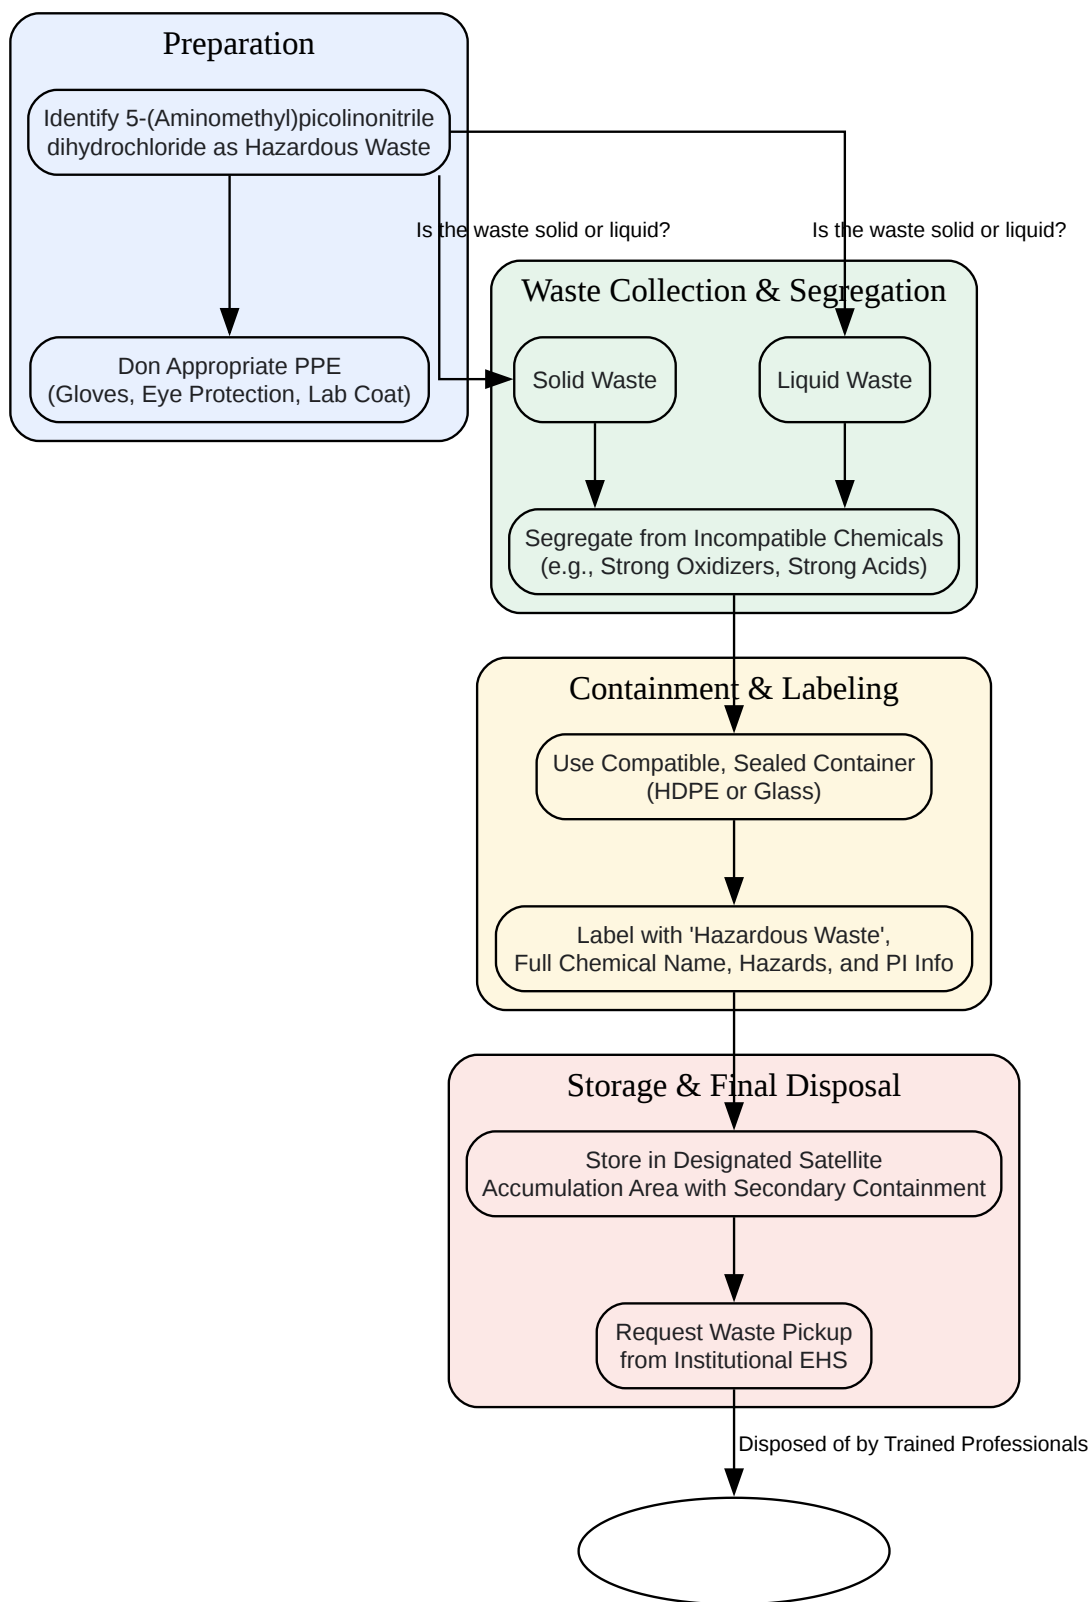 Preparation
Identify 5-(Aminomethyl)picolinonitrile
dihydrochloride as Hazardous Waste
Is the waste solid or liquid?
Is the waste solid or liquid?
Don Appropriate PPE
(Gloves, Eye Protection, Lab Coat)
Waste Collection & Segregation
Solid Waste
Liquid Waste
Segregate from Incompatible Chemicals
(e.g., Strong Oxidizers, Strong Acids)
Containment & Labeling
Use Compatible, Sealed Container
(HDPE or Glass)
Label with 'Hazardous Waste',
Full Chemical Name, Hazards, and PI Info
Storage & Final Disposal
Store in Designated Satellite
Accumulation Area with Secondary Containment
Request Waste Pickup
from Institutional EHS
Disposed of by Trained Professionals